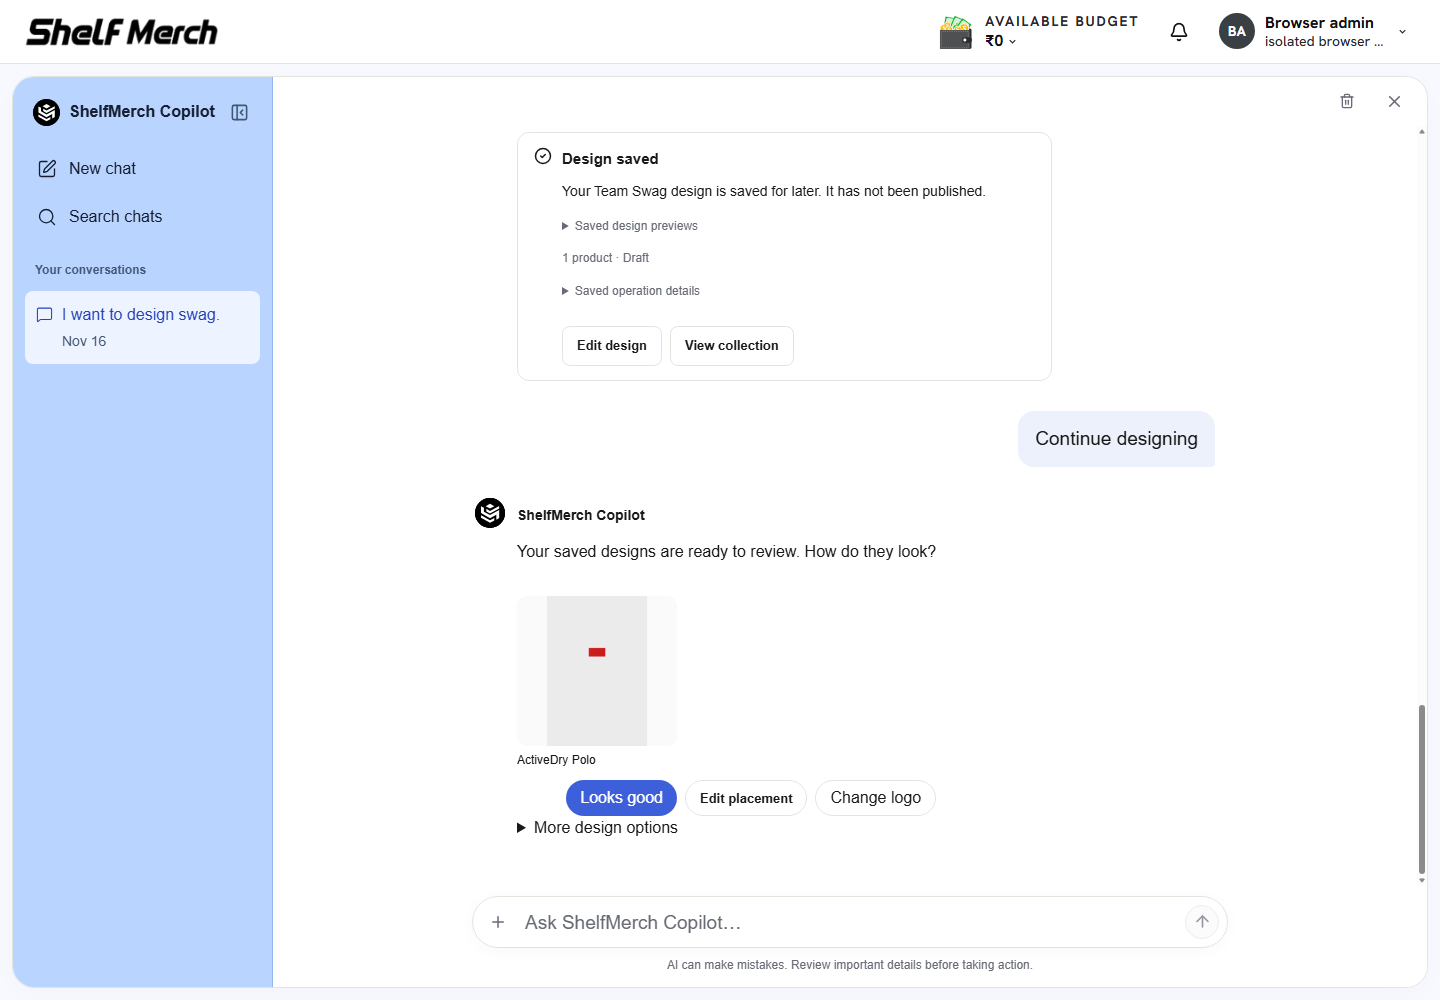 Shelf Merch
AVAILABLE BUDGET
₹0
BA
Browser admin
isolated browser ...
ShelfMerch Copilot
New chat
Search chats
Your conversations
I want to design swag.
Nov 16
Design saved
Your Team Swag design is saved for later. It has not been published.
Saved design previews
1 product · Draft
Saved operation details
Edit design
View collection
Continue designing
ShelfMerch Copilot
Your saved designs are ready to review. How do they look?
ActiveDry Polo
Looks good
Edit placement
Change logo
More design options
Ask ShelfMerch Copilot…
AI can make mistakes. Review important details before taking action.